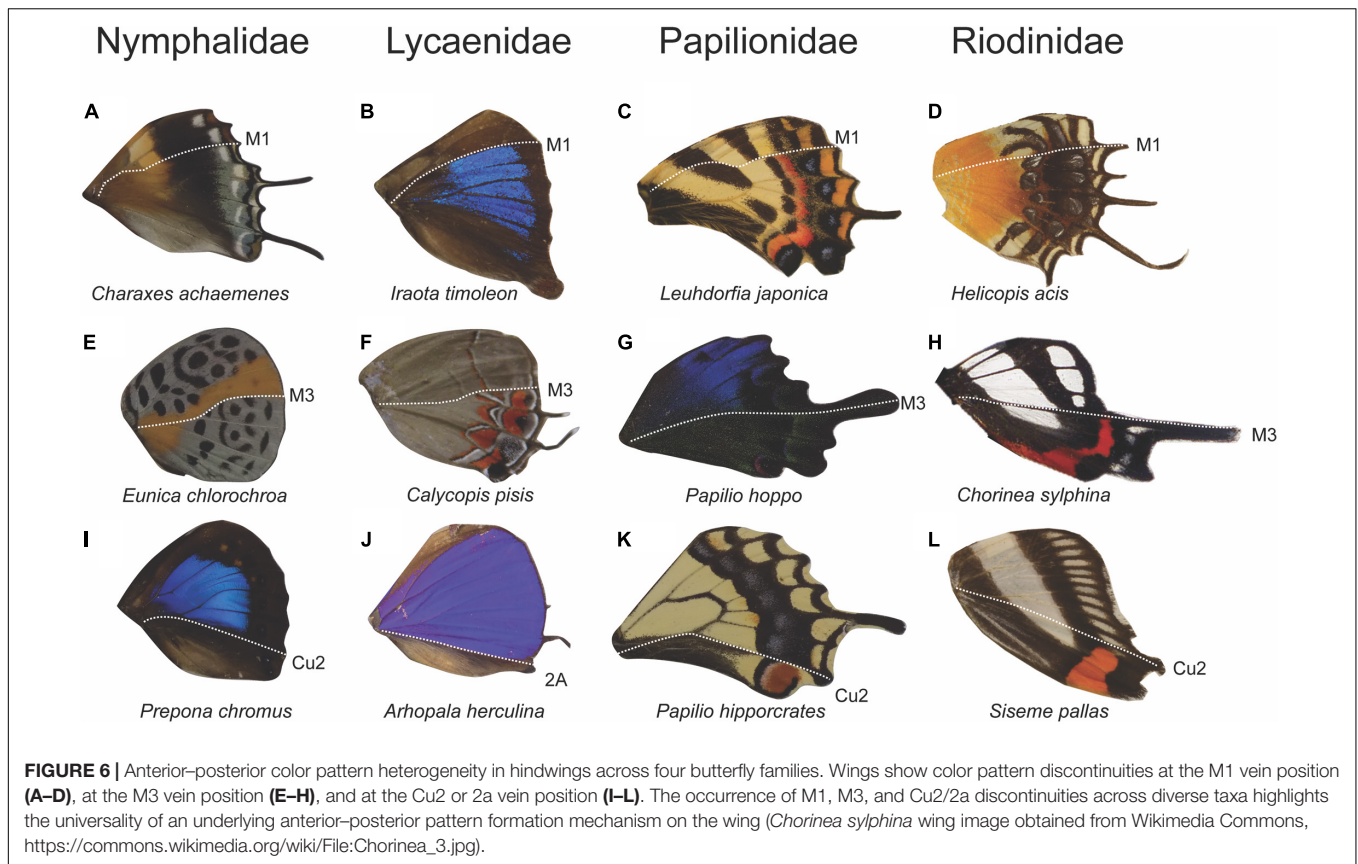 Nymphalidae Lycaenidae Papilionidae Riodinidae
A B C D
M1 M1 M1 M1
Charaxes achaemenes Iraota timoleon Leuhdorfia japonica Helicopis acis
E F G H
M3 M3 M3 M3
Eunica chlorochroa Calycopis pisis Papilio hoppo Chorinea sylphina
I J K L
Cu2 2A Cu2 Cu2
Prepona chromus Arhopala herculina Papilio hipporcrates Siseme pallas
FIGURE 6 | Anterior–posterior color pattern heterogeneity in hindwings across four butterfly families. Wings show color pattern discontinuities at the M1 vein position
(A–D), at the M3 vein position (E–H), and at the Cu2 or 2a vein position (I–L). The occurrence of M1, M3, and Cu2/2a discontinuities across diverse taxa highlights
the universality of an underlying anterior–posterior pattern formation mechanism on the wing (Chorinea sylphina wing image obtained from Wikimedia Commons,
https://commons.wikimedia.org/wiki/File:Chorinea_3.jpg).